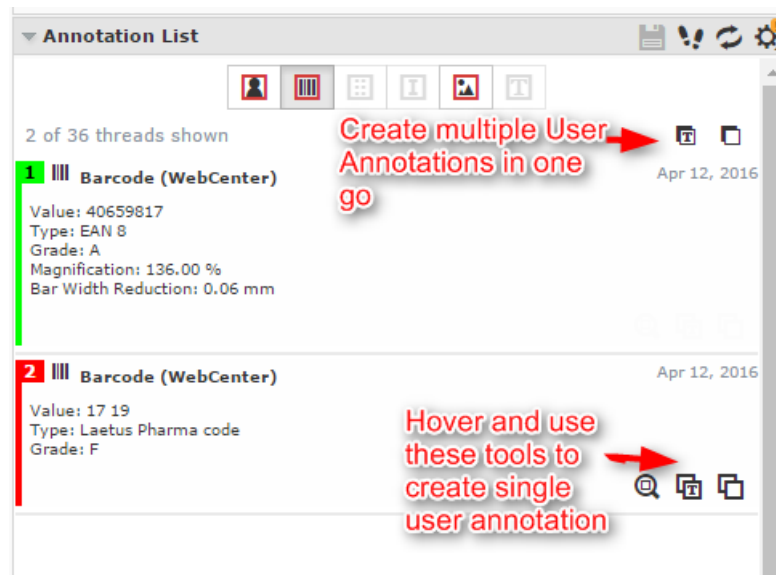 Annotation List
2 of 36 threads shown
Create multiple User
Annotations in one
go
1 Barcode (WebCenter)
Apr 12, 2016
Value: 40659817
Type: EAN 8
Grade: A
Magnification: 136.00 %
Bar Width Reduction: 0.06 mm
2 Barcode (WebCenter)
Apr 12, 2016
Value: 17 19
Type: Laetus Pharma code
Grade: F
Hover and use
these tools to
create single
user annotation